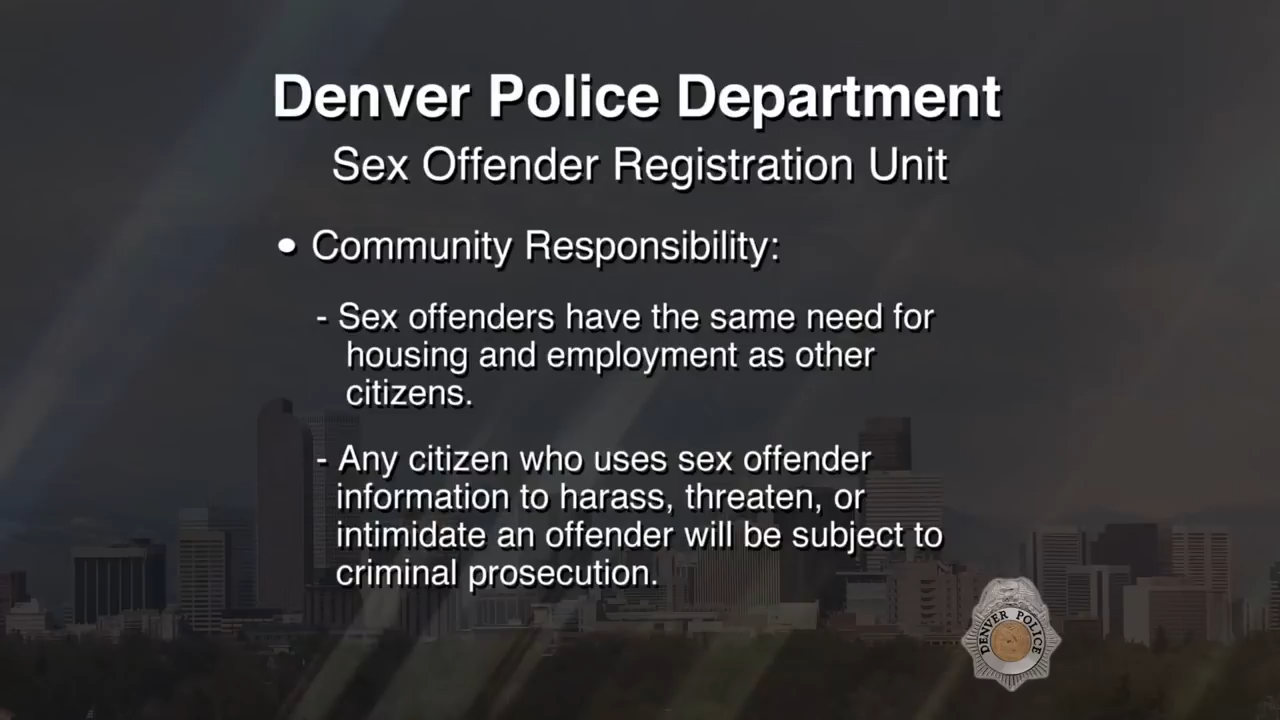 Denver Police Department
Sex Offender Registration Unit
• Community Responsibility:
- Sex offenders have the same need for
housing and employment as other
citizens.
- Any citizen who uses sex offender
information to harass, threaten, or
intimidate an offender will be subject to
criminal prosecution.
DENVER POLICE